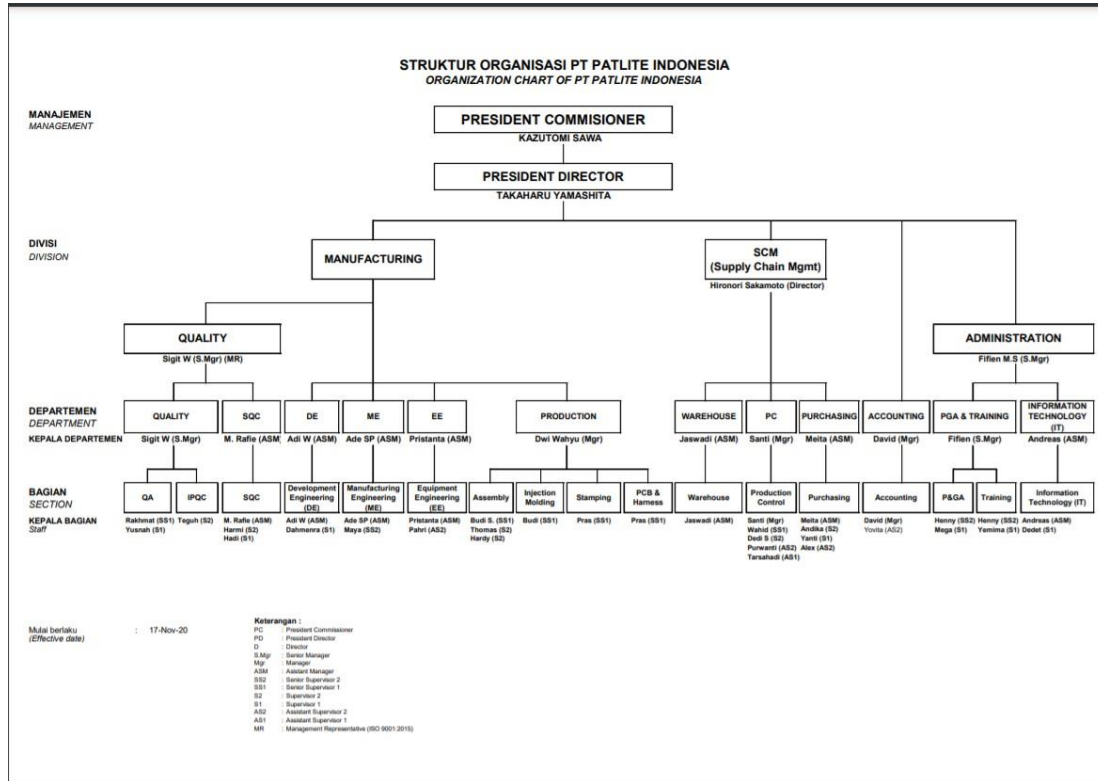 STRUKTUR ORGANISASI PT PATLITE INDONESIA
ORGANIZATION CHART OF PT PATLITE INDONESIA
MANAJEMEN
MANAGEMENT
PRESIDENT COMMISIONER
KAZUTOMI SAWA
PRESIDENT DIRECTOR
TAKAHARU YAMASHITA
DIVISI
DIVISION
MANUFACTURING
SCM
(Supply Chain Mgmt)
Hironori Sakamoto (Director)
QUALITY
Sigit W (S.Mgr) (MR)
ADMINISTRATION
Fifien M.S (S.Mgr)
DEPARTEMEN
DEPARTMENT
KEPALA DEPARTEMEN
QUALITY
Sigit W (S.Mgr)
SQC
M. Rafie (ASM)
DE
Adi W (ASM)
ME
Ade SP (ASM)
EE
Pristanta (ASM)
PRODUCTION
Dwi Wahyu (Mgr)
WAREHOUSE
Jaswadi (ASM)
PC
Santi (Mgr)
PURCHASING
Meita (ASM)
ACCOUNTING
David (Mgr)
PGA & TRAINING
Fifien (S.Mgr)
INFORMATION
TECHNOLOGY
(IT)
Andreas (ASM)
BAGIAN
SECTION
KEPALA BAGIAN
Staff
QA
Rakhmat (SS1)
Yusnah (S1)
IPQC
Teguh (S2)
SQC
M. Rafie (ASM)
Harmi (S2)
Hadi (S1)
Development
Engineering
(DE)
Adi W (ASM)
Dahmenra (S1)
Manufacturing
Engineering
(ME)
Ade SP (ASM)
Maya (SS2)
Equipment
Engineering
(EE)
Pristanta (ASM)
Pahri (AS2)
Assembly
Budi S. (SS1)
Thomas (S2)
Hardy (S2)
Injection
Molding
Budi (SS1)
Stamping
Pras (SS1)
PCB &
Harness
Pras (SS1)
Warehouse
Jaswadi (ASM)
Production
Control
Santi (Mgr)
Wahid (SS1)
Dedi S (S2)
Purwanti (AS2)
Tarsahadi (AS1)
Purchasing
Meita (ASM)
Andika (S2)
Yanti (S1)
Alex (AS2)
Accounting
David (Mgr)
Yovita (AS2)
P&GA
Henny (SS2)
Mega (S1)
Training
Henny (SS2)
Yemima (S1)
Information
Technology (IT)
Andreas (ASM)
Dedet (S1)
Mulai berlaku : 17-Nov-20
(Effective date)
Keterangan :
PC : President Commissioner
PD : President Director
D : Director
S.Mgr : Senior Manager
Mgr : Manager
ASM : Asistant Manager
SS2 : Senior Supervisor 2
SS1 : Senior Supervisor 1
S2 : Supervisor 2
S1 : Supervisor 1
AS2 : Assistant Supervisor 2
AS1 : Assistant Supervisor 1
MR : Management Representative (ISO 9001:2015)